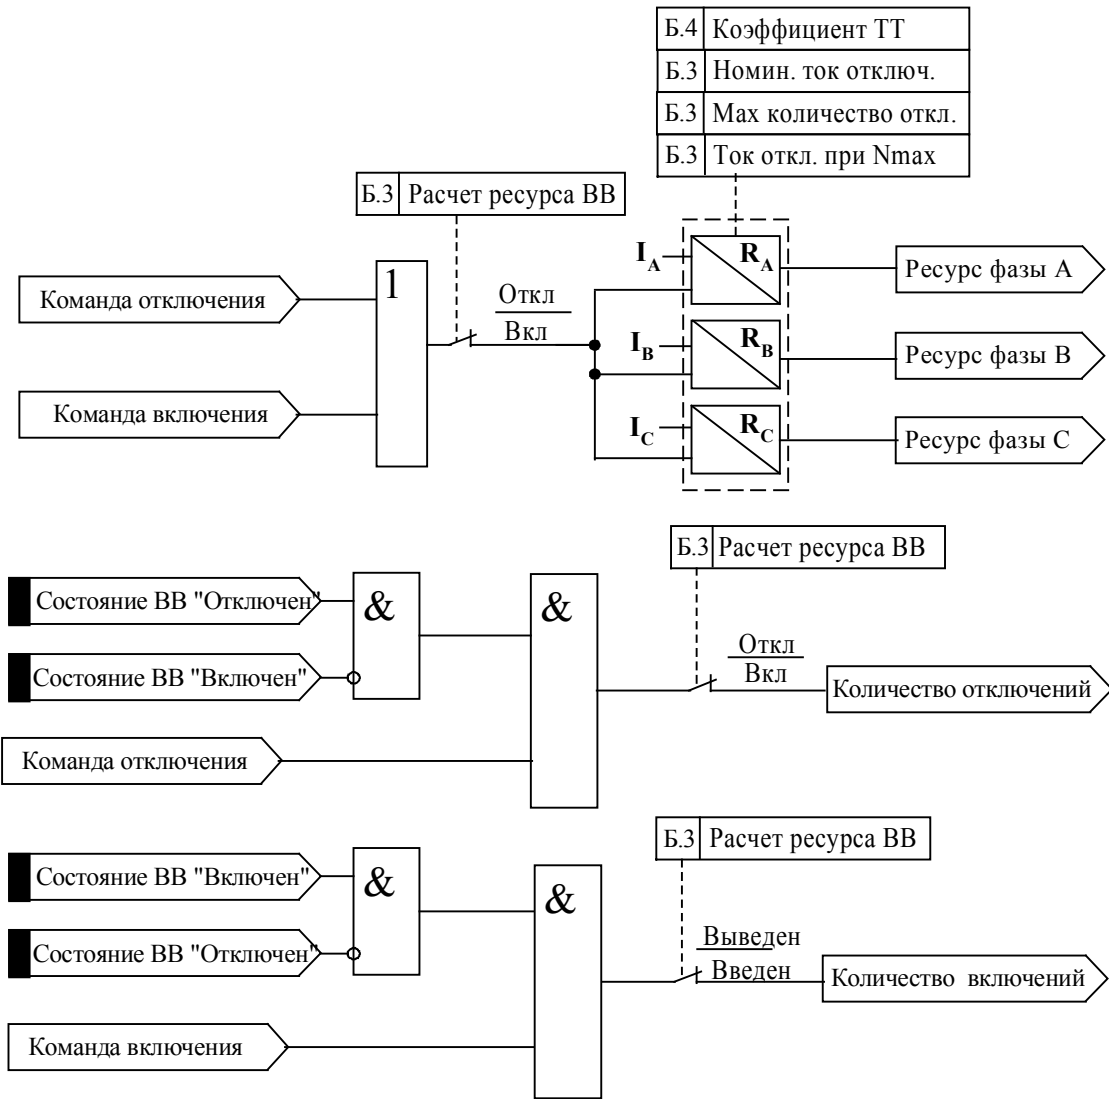 Б.4 Коэффициент ТТ
Б.3 Номин. ток отключ.
Б.3 Мах количество откл.
Б.3 Ток откл. при Nmax
Б.3 Расчет ресурса ВВ
Команда отключения
Команда включения
1
Откл
Вкл
I_A
R_A
Ресурс фазы А
I_B
R_B
Ресурс фазы В
I_C
R_C
Ресурс фазы С
Б.3 Расчет ресурса ВВ
Состояние ВВ "Отключен"
Состояние ВВ "Включен"
&
&
Команда отключения
Откл
Вкл
Количество отключений
Б.3 Расчет ресурса ВВ
Состояние ВВ "Включен"
Состояние ВВ "Отключен"
&
&
Команда включения
Выведен
Введен
Количество включений